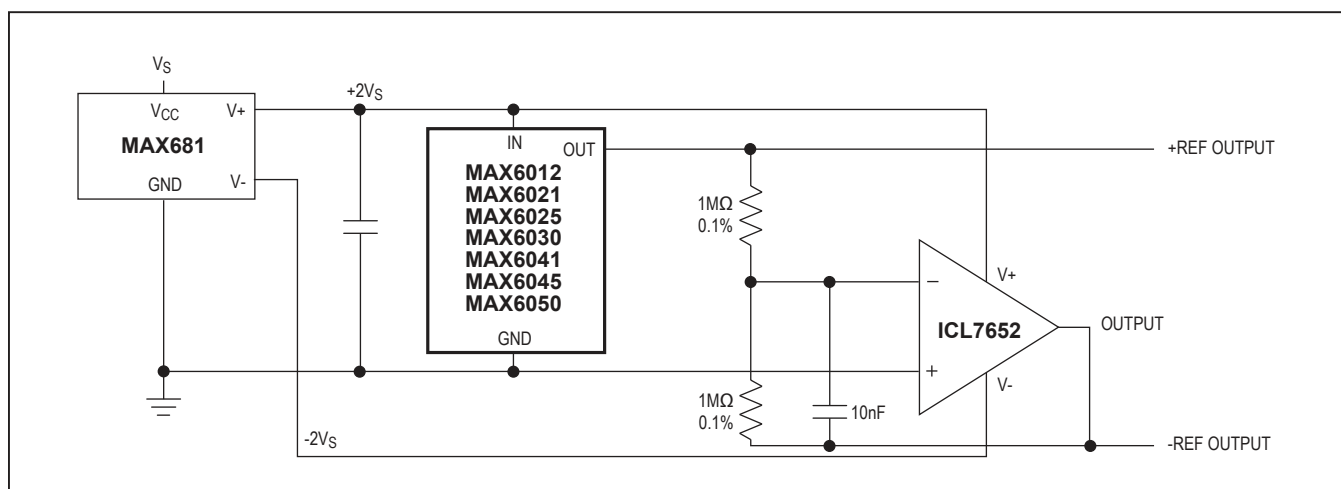 V_S
+2V_S
V_CC
V+
MAX681
GND
V-
IN
OUT
MAX6012
MAX6021
MAX6025
MAX6030
MAX6041
MAX6045
MAX6050
GND
+REF OUTPUT
1MΩ
0.1%
V+
−
ICL7652
OUTPUT
+
V-
1MΩ
0.1%
10nF
-2V_S
-REF OUTPUT